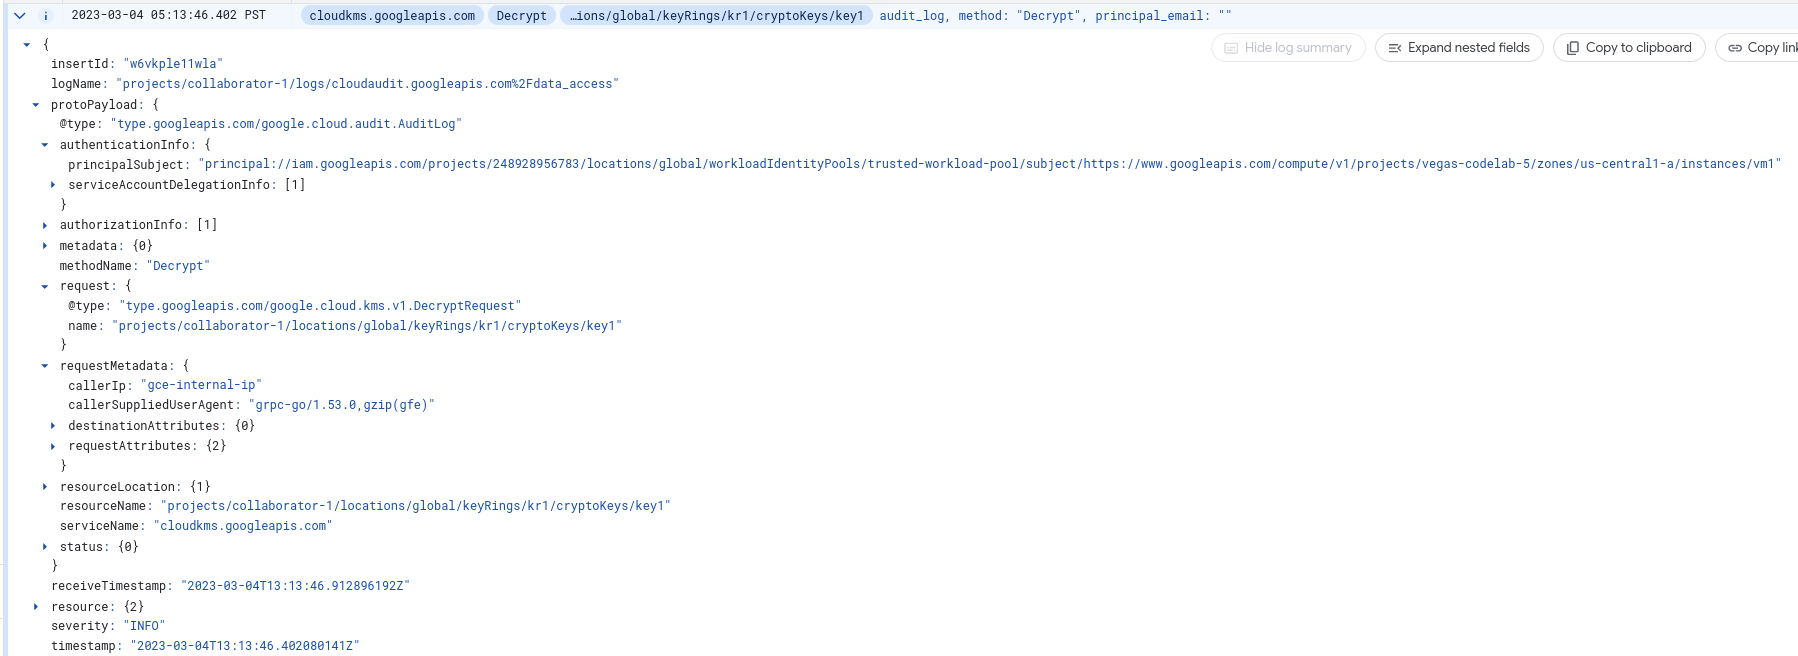 2023-03-04 05:13:46.402 PST cloudkms.googleapis.com Decrypt …ions/global/keyRings/kr1/cryptoKeys/key1 audit_log, method: "Decrypt", principal_email: ""
{
Hide log summary Expand nested fields Copy to clipboard Copy link
insertId: "w6vkple11wla"
logName: "projects/collaborator-1/logs/cloudaudit.googleapis.com%2Fdata_access"
protoPayload: {
@type: "type.googleapis.com/google.cloud.audit.AuditLog"
authenticationInfo: {
principalSubject: "principal://iam.googleapis.com/projects/248928956783/locations/global/workloadIdentityPools/trusted-workload-pool/subject/https://www.googleapis.com/compute/v1/projects/vegas-codelab-5/zones/us-central1-a/instances/vm1"
serviceAccountDelegationInfo: [1]
}
authorizationInfo: [1]
metadata: {0}
methodName: "Decrypt"
request: {
@type: "type.googleapis.com/google.cloud.kms.v1.DecryptRequest"
name: "projects/collaborator-1/locations/global/keyRings/kr1/cryptoKeys/key1"
}
requestMetadata: {
callerIp: "gce-internal-ip"
callerSuppliedUserAgent: "grpc-go/1.53.0,gzip(gfe)"
destinationAttributes: {0}
requestAttributes: {2}
}
resourceLocation: {1}
resourceName: "projects/collaborator-1/locations/global/keyRings/kr1/cryptoKeys/key1"
serviceName: "cloudkms.googleapis.com"
status: {0}
}
receiveTimestamp: "2023-03-04T13:13:46.912896192Z"
resource: {2}
severity: "INFO"
timestamp: "2023-03-04T13:13:46.402080141Z"